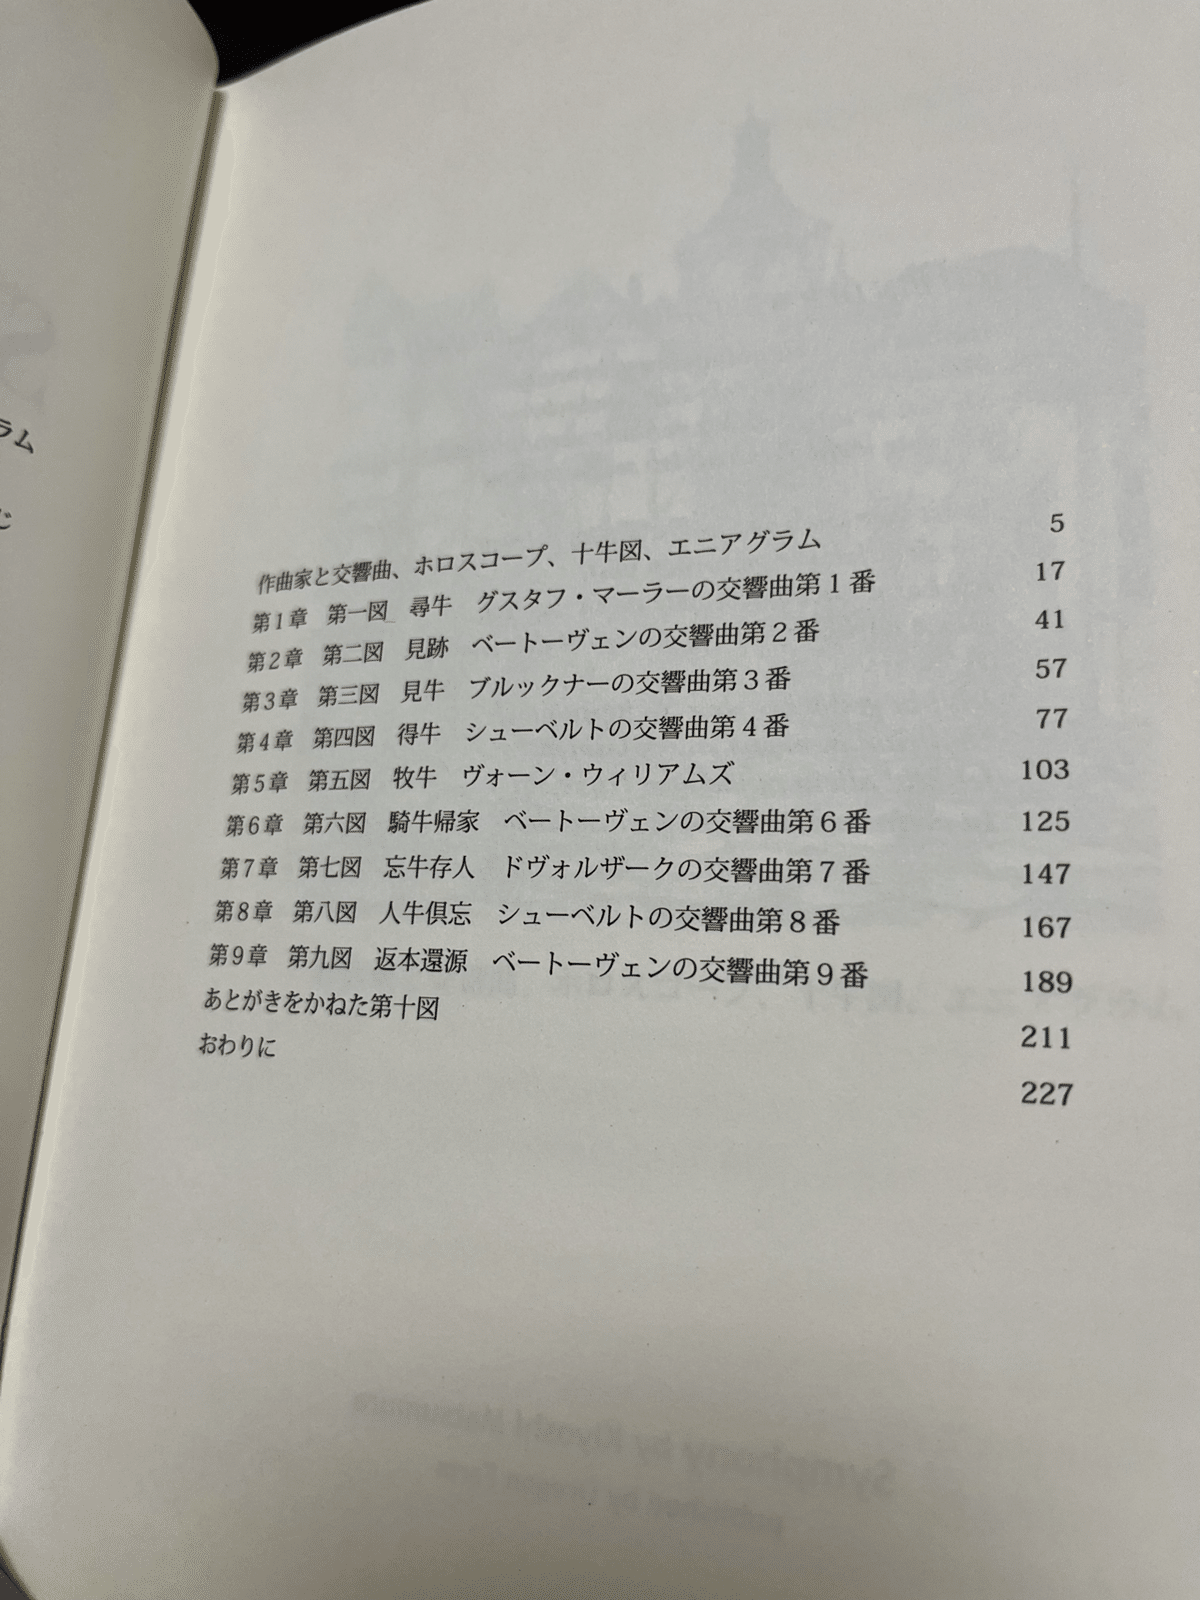 ラム
じ
作曲家と交響曲、ホロスコープ、十牛図、エニアグラム 5
第1章 第一図 尋牛 グスタフ・マーラーの交響曲第1番 17
第2章 第二図 見跡 ベートーヴェンの交響曲第2番 41
第3章 第三図 見牛 ブルックナーの交響曲第3番 57
第4章 第四図 得牛 シューベルトの交響曲第4番 77
第5章 第五図 牧牛 ヴォーン・ウィリアムズ 103
第6章 第六図 騎牛帰家 ベートーヴェンの交響曲第6番 125
第7章 第七図 忘牛存人 ドヴォルザークの交響曲第7番 147
第8章 第八図 人牛倶忘 シューベルトの交響曲第8番 167
第9章 第九図 返本還源 ベートーヴェンの交響曲第9番 189
あとがきをかねた第十図 211
おわりに 227
Symphony by Kiyoshi Matsumura